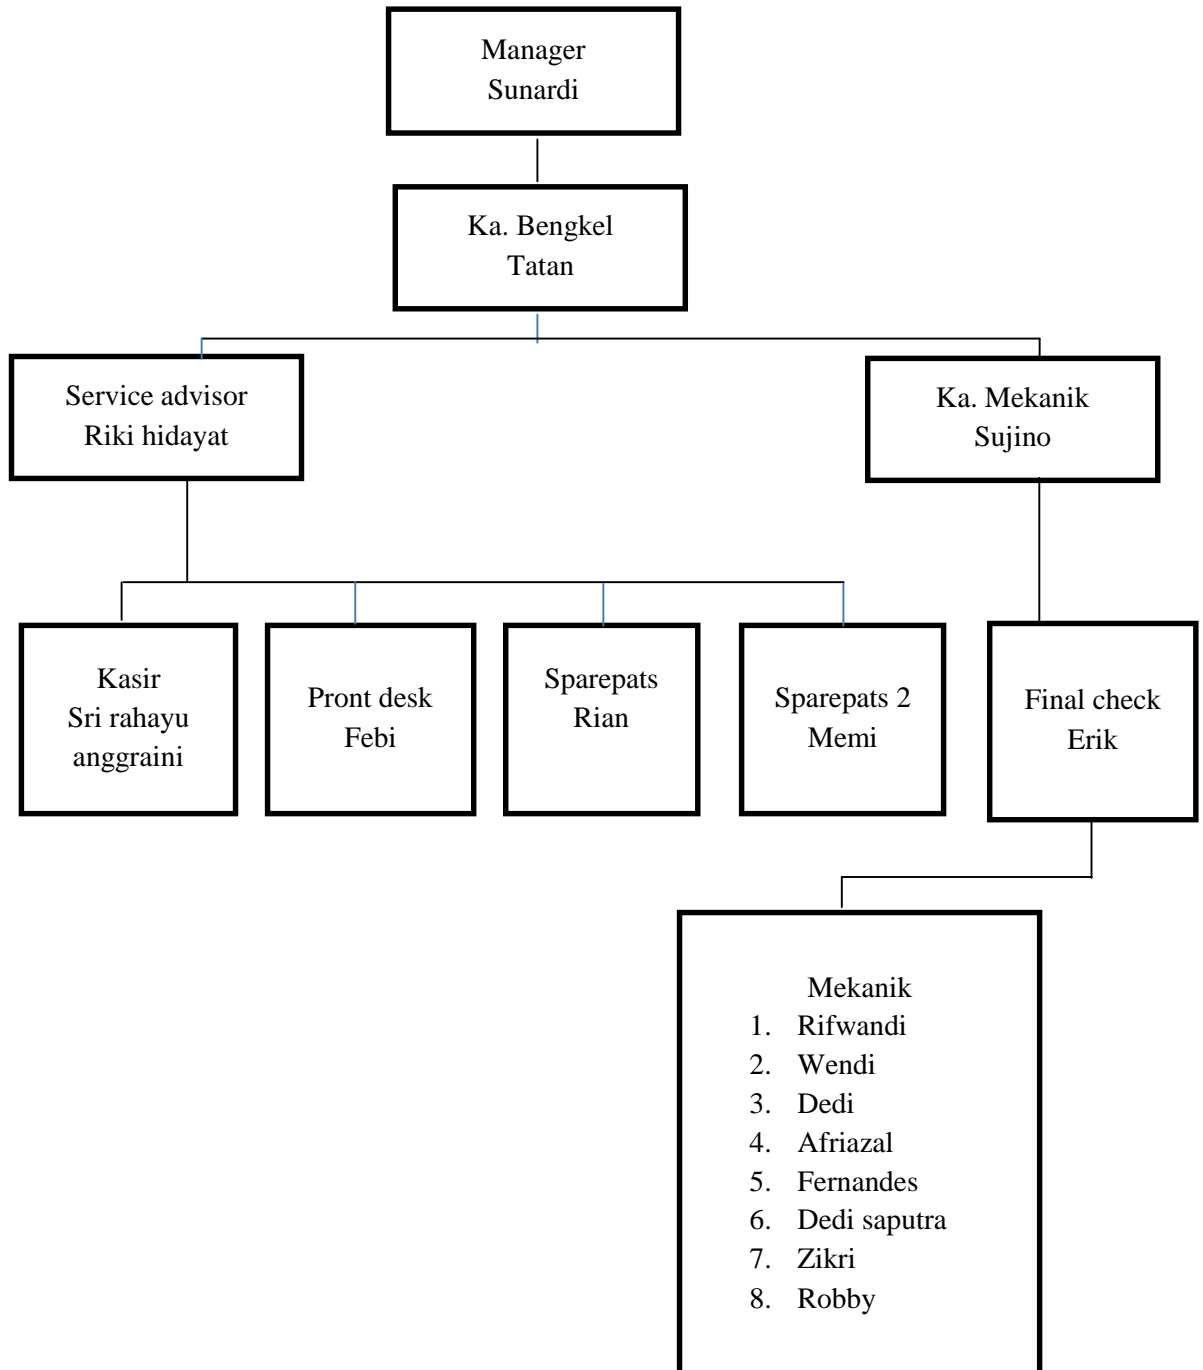 Manager
Sunardi
Ka. Bengkel
Tatan
Service advisor
Riki hidayat
Ka. Mekanik
Sujino
Kasir
Sri rahayu
anggraini
Pront desk
Febi
Sparepats
Rian
Sparepats 2
Memi
Final check
Erik
Mekanik
1. Rifwandi
2. Wendi
3. Dedi
4. Afriazal
5. Fernandes
6. Dedi saputra
7. Zikri
8. Robby